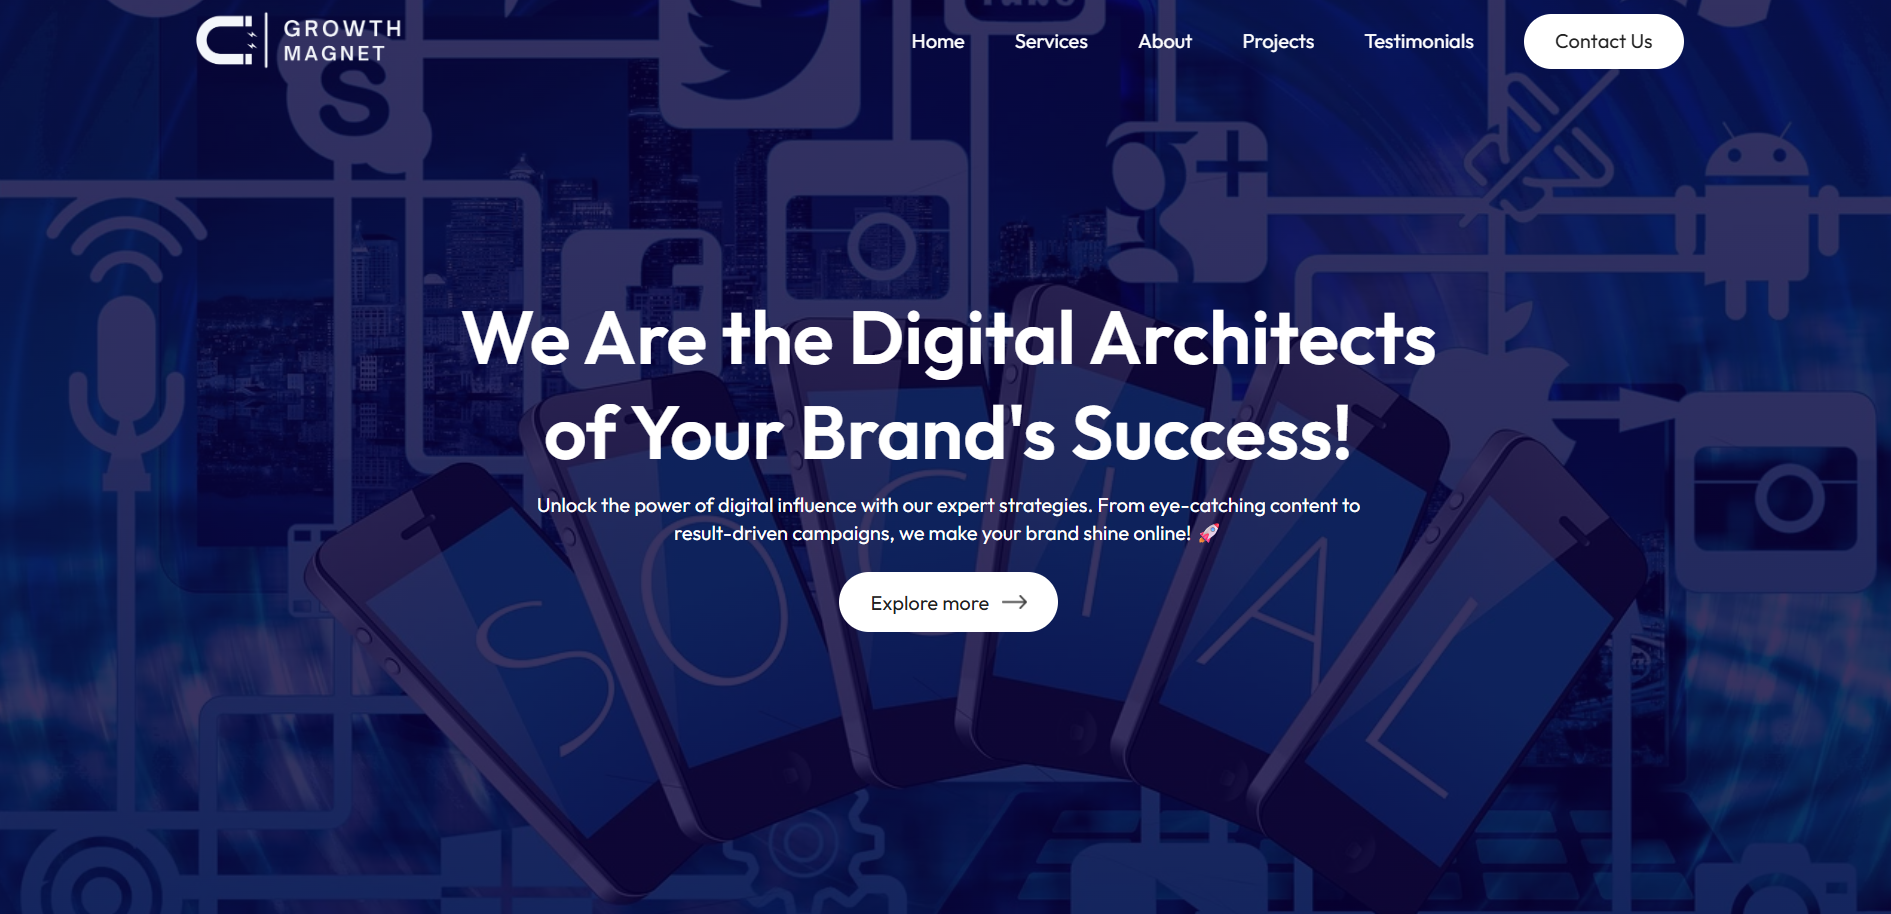 GROWTH
MAGNET
Home Services About Projects Testimonials Contact Us
We Are the Digital Architects
of Your Brand's Success!
Unlock the power of digital influence with our expert strategies. From eye-catching content to
result-driven campaigns, we make your brand shine online! 🚀
Explore more →
SOCIAL